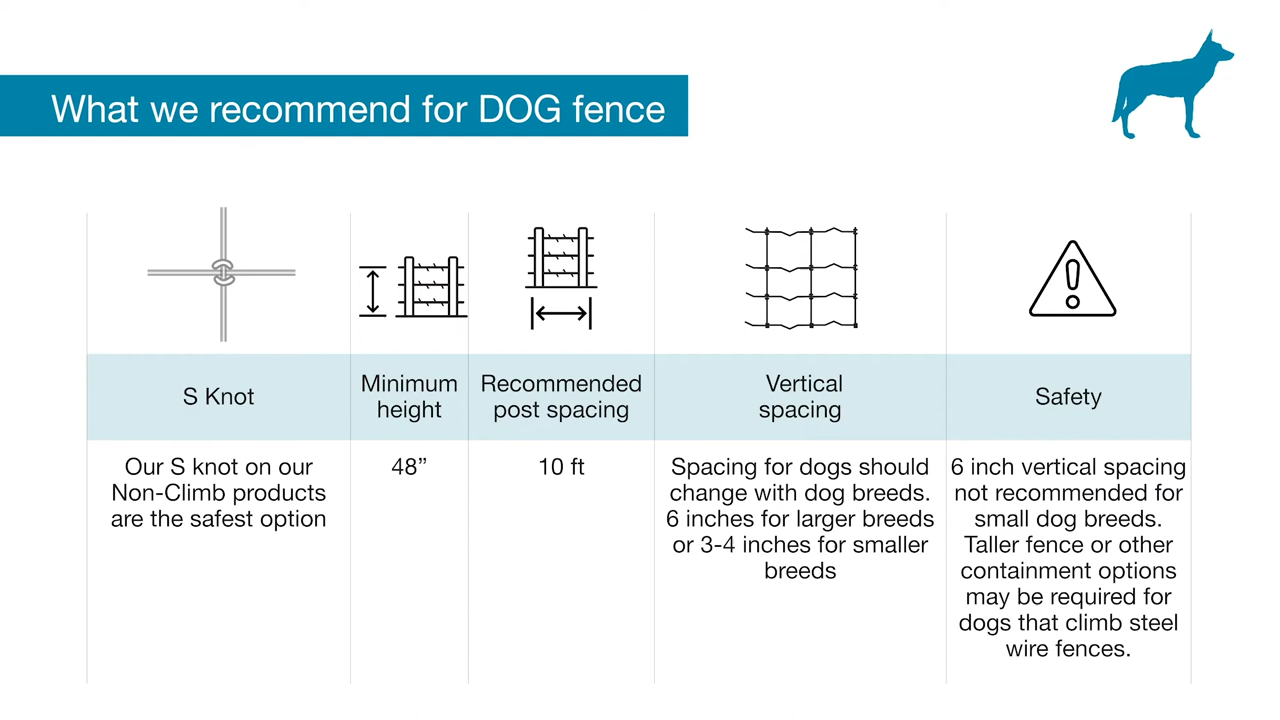 What we recommend for DOG fence
S Knot
Minimum
height
Recommended
post spacing
Vertical
spacing
Safety
Our S knot on our
Non-Climb products
are the safest option
48”
10 ft
Spacing for dogs should
change with dog breeds.
6 inches for larger breeds
or 3-4 inches for smaller
breeds
6 inch vertical spacing
not recommended for
small dog breeds.
Taller fence or other
containment options
may be required for
dogs that climb steel
wire fences.